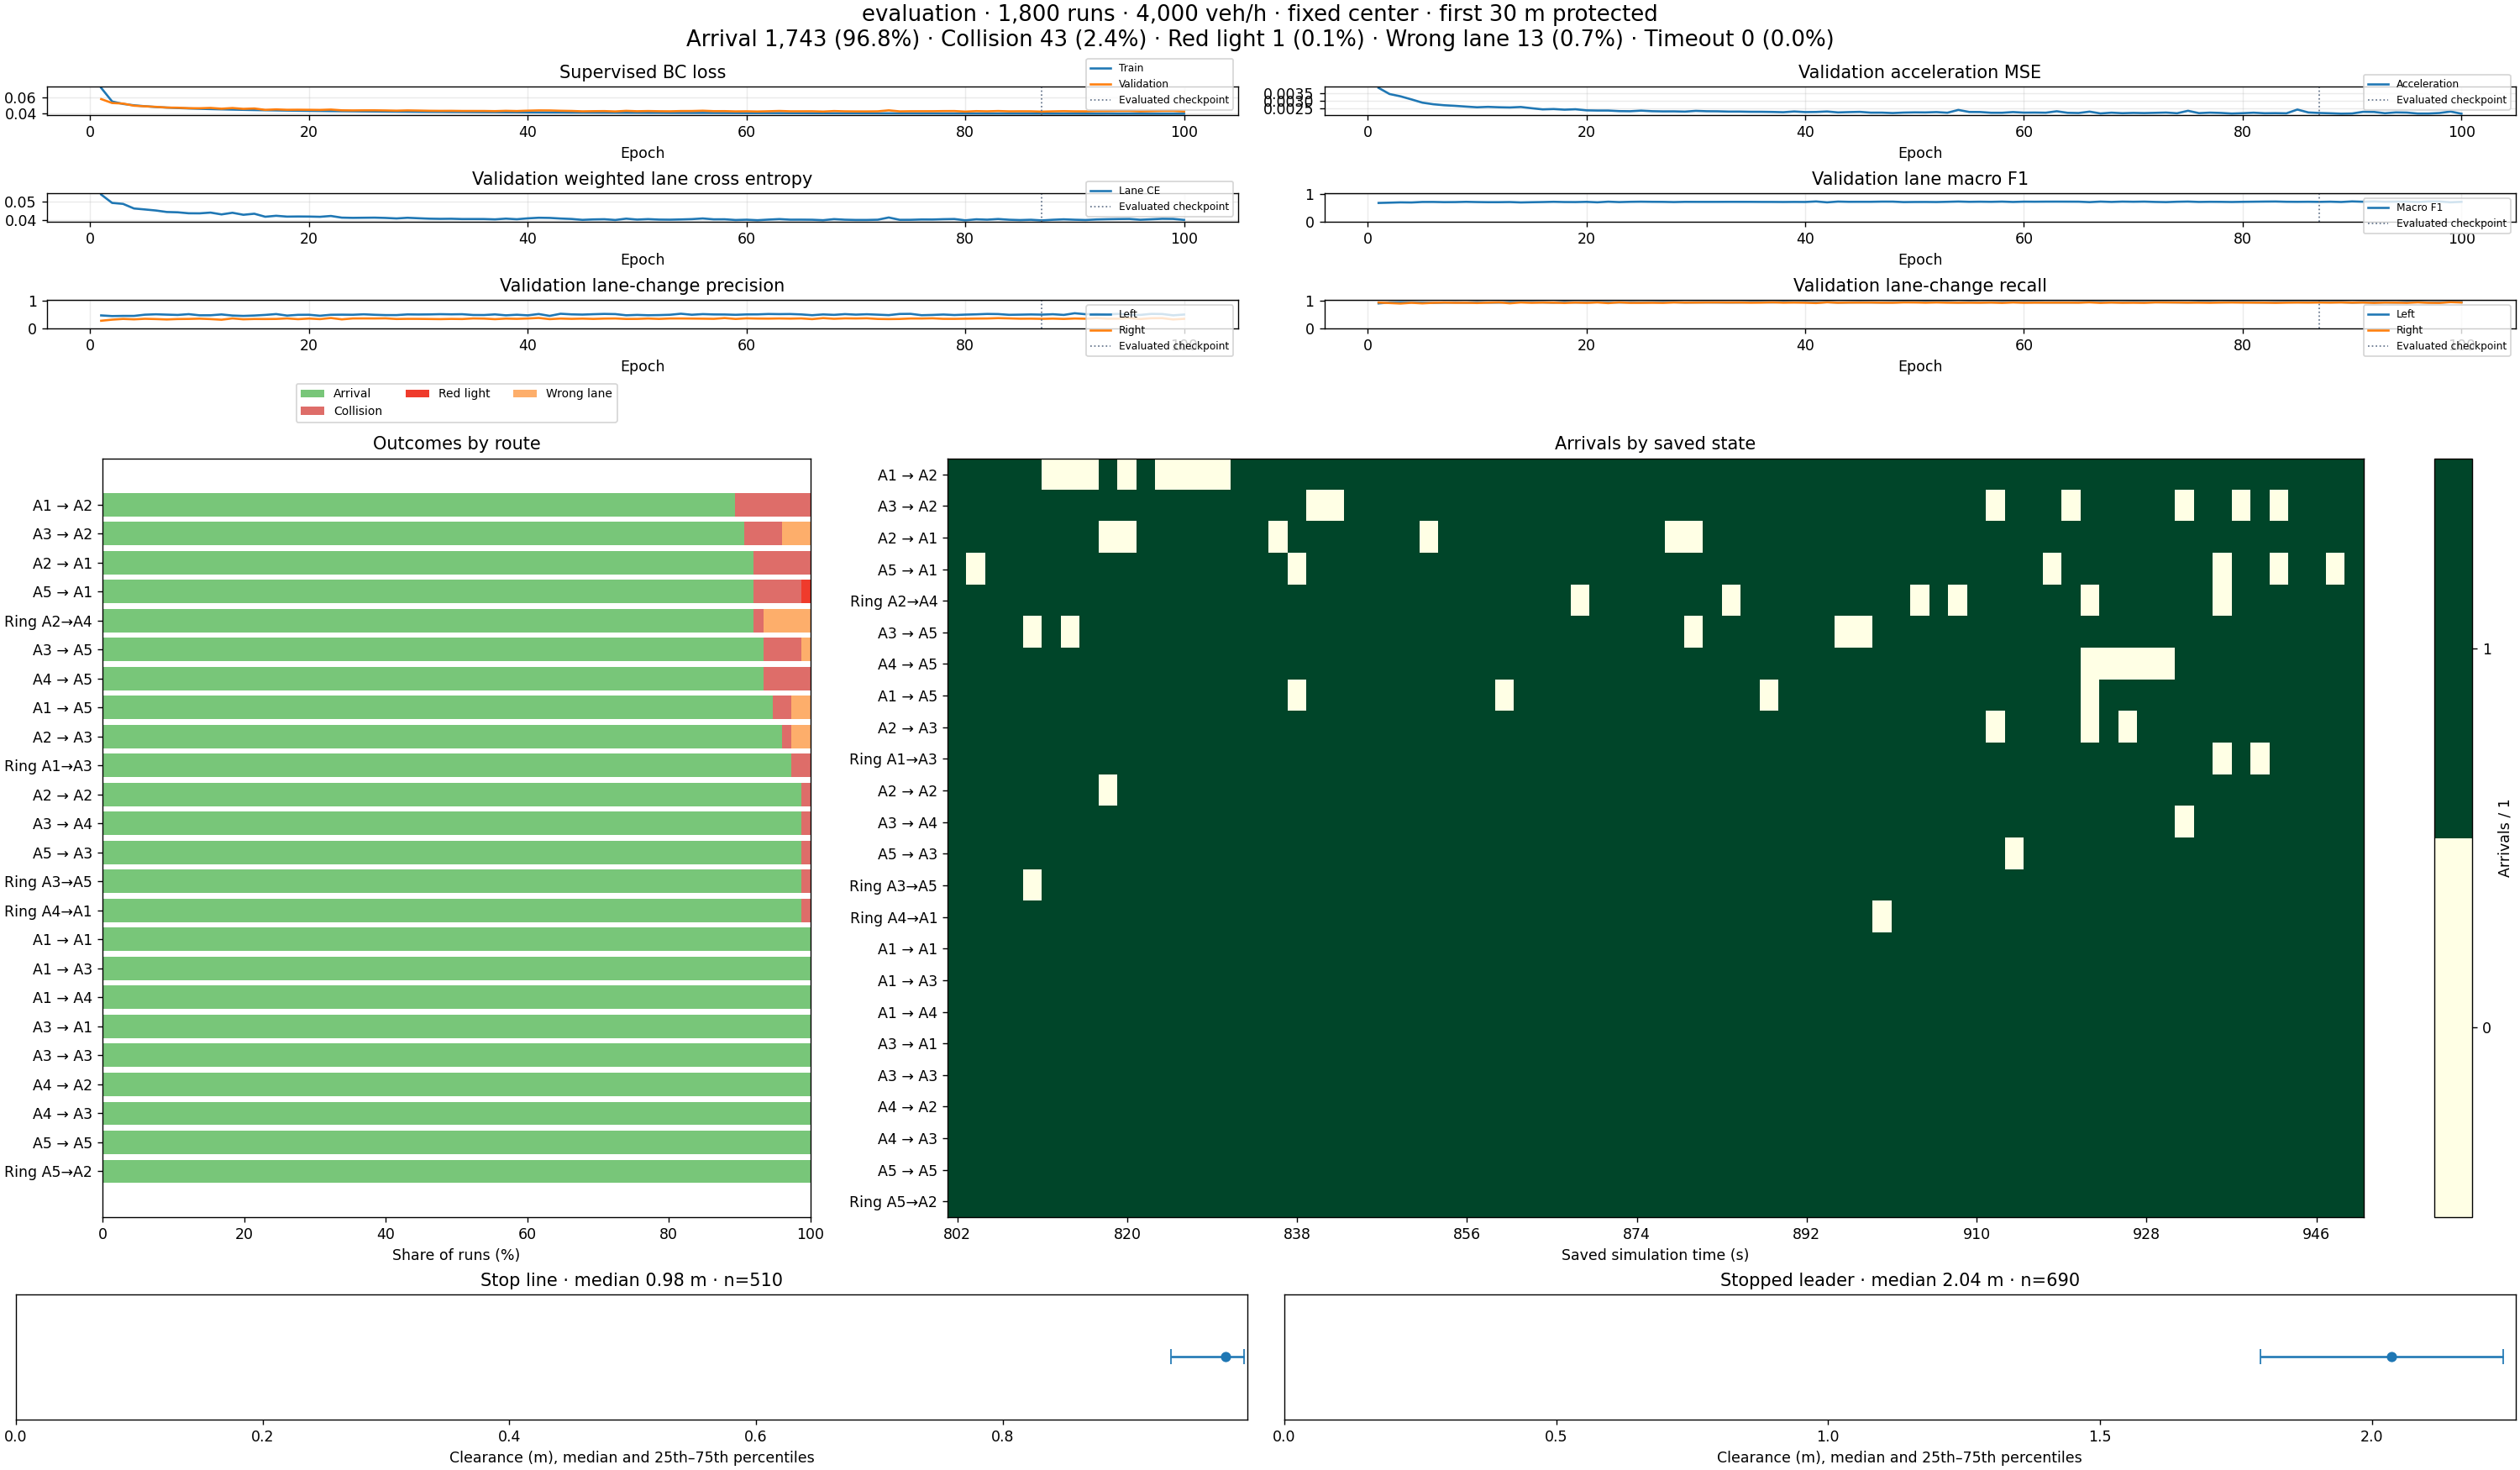 evaluation · 1,800 runs · 4,000 veh/h · fixed center · first 30 m protected
Arrival 1,743 (96.8%) · Collision 43 (2.4%) · Red light 1 (0.1%) · Wrong lane 13 (0.7%) · Timeout 0 (0.0%)
Supervised BC loss
Train
Validation
Evaluated checkpoint
0.06
0.04
0 20 40 60 80 100
Epoch
Validation acceleration MSE
Acceleration
Evaluated checkpoint
0.0035
0.0030
0.0025
0 20 40 60 80 100
Epoch
Validation weighted lane cross entropy
Lane CE
Evaluated checkpoint
0.05
0.04
0 20 40 60 80 100
Epoch
Validation lane macro F1
Macro F1
Evaluated checkpoint
1
0
0 20 40 60 80 100
Epoch
Validation lane-change precision
Left
Right
Evaluated checkpoint
1
0
0 20 40 60 80 100
Epoch
Validation lane-change recall
Left
Right
Evaluated checkpoint
1
0
0 20 40 60 80 100
Epoch
Arrival Red light Wrong lane
Collision
Outcomes by route
A1 → A2
A3 → A2
A2 → A1
A5 → A1
Ring A2→A4
A3 → A5
A4 → A5
A1 → A5
A2 → A3
Ring A1→A3
A2 → A2
A3 → A4
A5 → A3
Ring A3→A5
Ring A4→A1
A1 → A1
A1 → A3
A1 → A4
A3 → A1
A3 → A3
A4 → A2
A4 → A3
A5 → A5
Ring A5→A2
0 20 40 60 80 100
Share of runs (%)
Arrivals by saved state
A1 → A2
A3 → A2
A2 → A1
A5 → A1
Ring A2→A4
A3 → A5
A4 → A5
A1 → A5
A2 → A3
Ring A1→A3
A2 → A2
A3 → A4
A5 → A3
Ring A3→A5
Ring A4→A1
A1 → A1
A1 → A3
A1 → A4
A3 → A1
A3 → A3
A4 → A2
A4 → A3
A5 → A5
Ring A5→A2
802 820 838 856 874 892 910 928 946
Saved simulation time (s)
1
0
Arrivals / 1
Stop line · median 0.98 m · n=510
0.0 0.2 0.4 0.6 0.8
Clearance (m), median and 25th–75th percentiles
Stopped leader · median 2.04 m · n=690
0.0 0.5 1.0 1.5 2.0
Clearance (m), median and 25th–75th percentiles